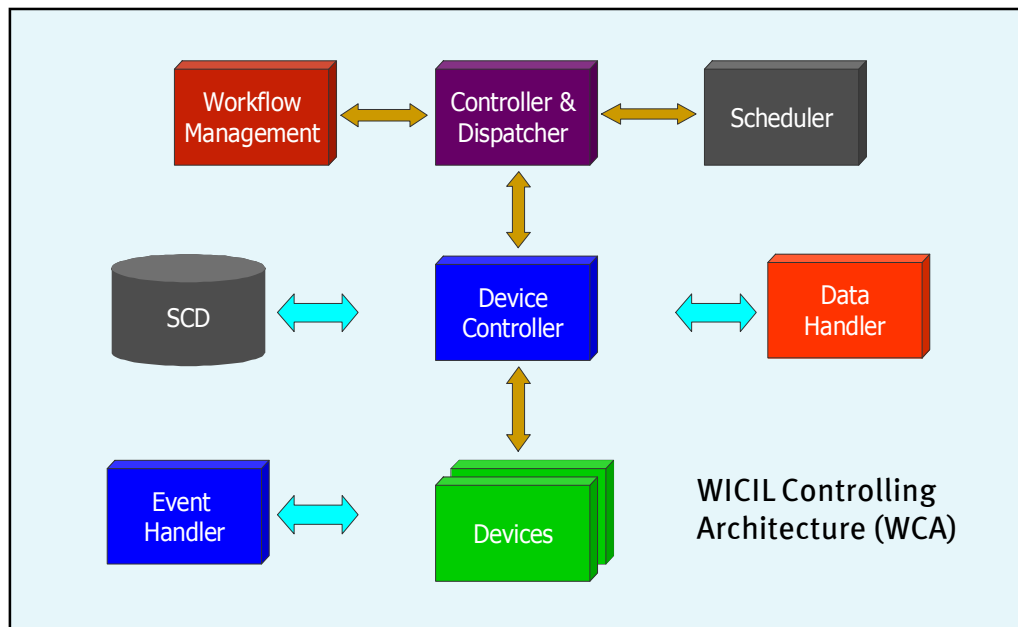 Workflow
Management
Controller &
Dispatcher
Scheduler
SCD
Device
Controller
Data
Handler
Event
Handler
Devices
WICIL Controlling
Architecture (WCA)